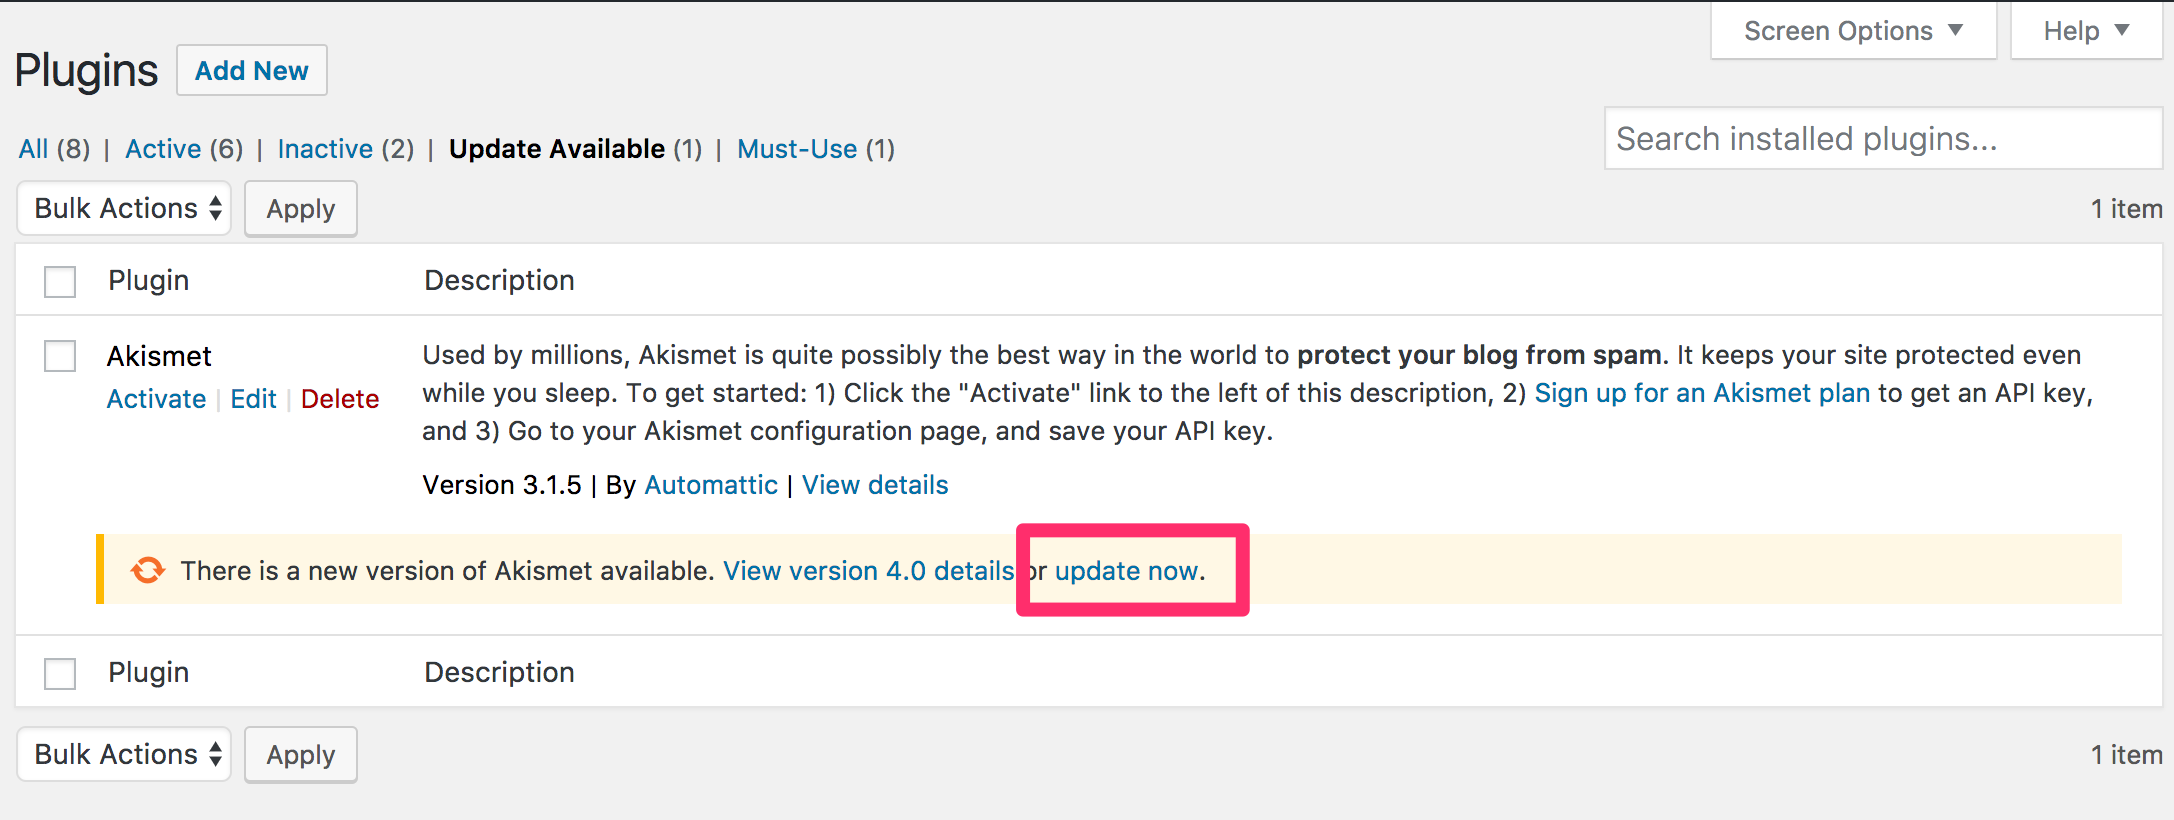 Screen Options ▼ Help ▼
Plugins Add New
All (8) | Active (6) | Inactive (2) | Update Available (1) | Must-Use (1)
Search installed plugins...
Bulk Actions Apply
1 item
Plugin Description
Akismet
Activate | Edit | Delete
Used by millions, Akismet is quite possibly the best way in the world to protect your blog from spam. It keeps your site protected even
while you sleep. To get started: 1) Click the "Activate" link to the left of this description, 2) Sign up for an Akismet plan to get an API key,
and 3) Go to your Akismet configuration page, and save your API key.
Version 3.1.5 | By Automattic | View details
There is a new version of Akismet available. View version 4.0 details or update now.
Plugin Description
Bulk Actions Apply
1 item